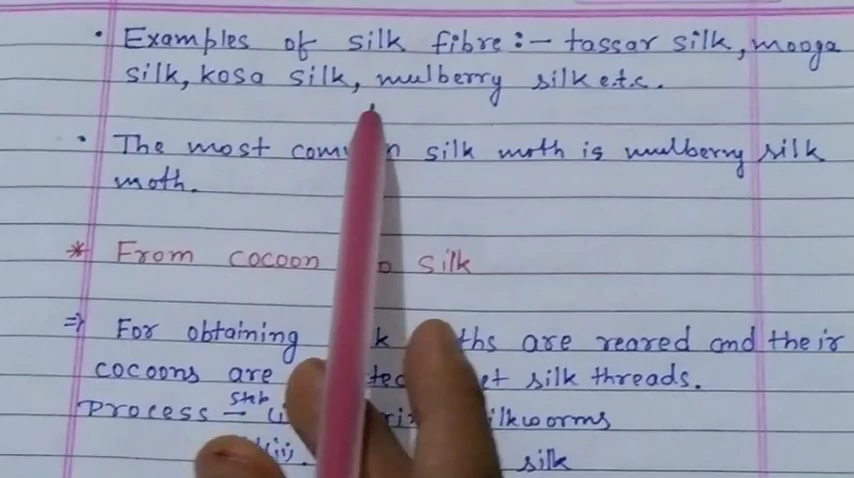 • Examples of silk fibre :- tassar silk, mooga
silk, kosa silk, mulberry silk e.t.c.
• The most com n silk moth is mulberry silk
moth.
* From cocoon o silk
⇒ For obtaining k ths are reared and their
cocoons are ted et silk threads.
Process step → (i ri ilkworms
(ii). silk